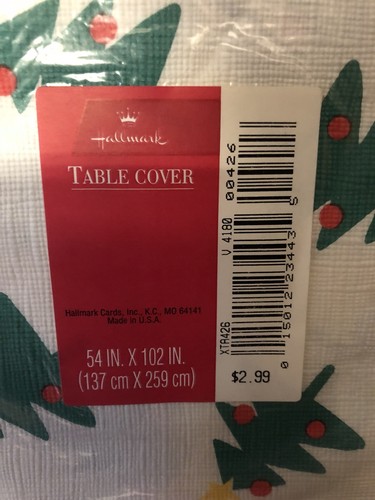 Hallmark
TABLE COVER
Hallmark Cards, Inc., K.C., MO 64141
Made in U.S.A.
54 IN. X 102 IN.
(137 cm X 259 cm)
00426
V 4180
XTR426
0 15012 23443 5
$2.99